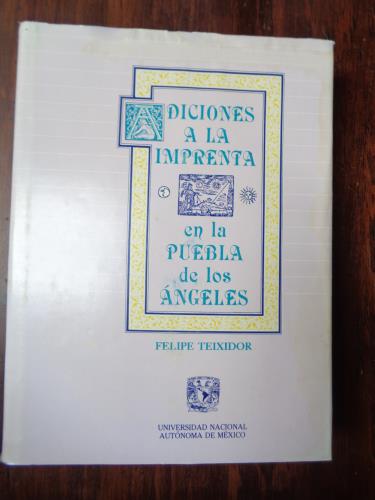 ADICIONES
A LA
IMPRENTA
en la
PUEBLA
de los
ÁNGELES
FELIPE TEIXIDOR
UNIVERSIDAD NACIONAL
AUTÓNOMA DE MÉXICO